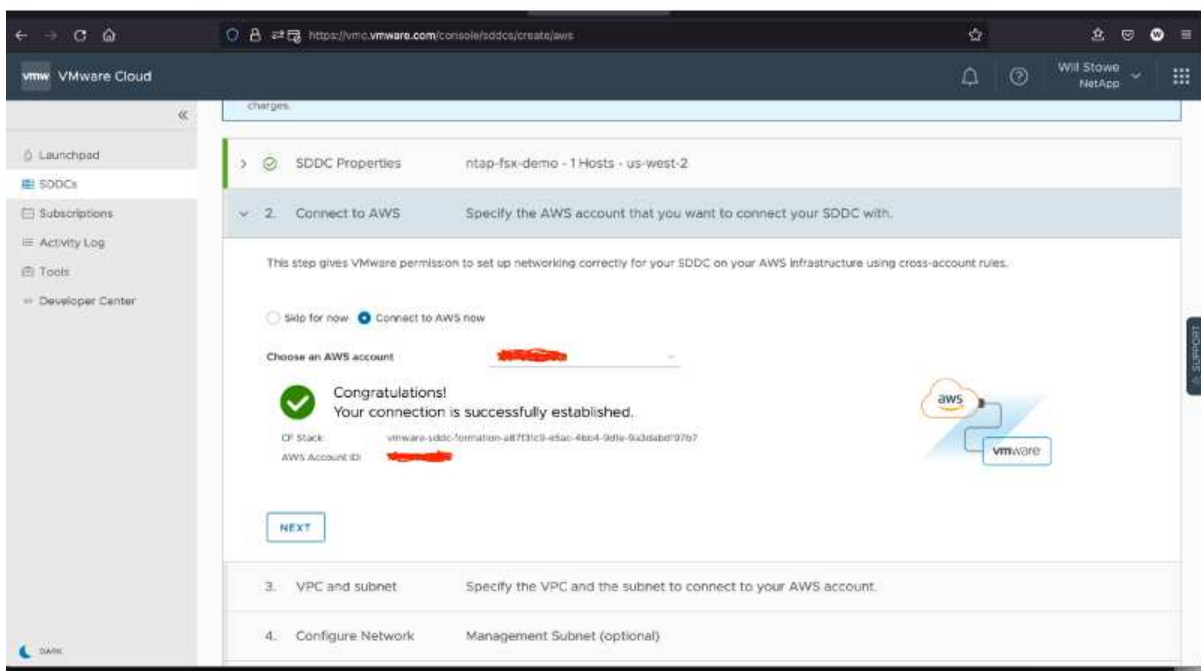 https://vmc.vmware.com/console/sddcs/create/aws
vmw VMware Cloud
Will Stowe
NetApp
charges.
Launchpad
SDDCs
Subscriptions
Activity Log
Tools
Developer Center
SDDC Properties ntap-fsx-demo - 1 Hosts - us-west-2
2. Connect to AWS Specify the AWS account that you want to connect your SDDC with.
This step gives VMware permission to set up networking correctly for your SDDC on your AWS infrastructure using cross-account rules.
Skip for now Connect to AWS now
Choose an AWS account
Congratulations!
Your connection is successfully established.
CF Stack:
AWS Account ID:
aws
vmware
NEXT
3. VPC and subnet Specify the VPC and the subnet to connect to your AWS account.
4. Configure Network Management Subnet (optional)
SUPPORT
DARK